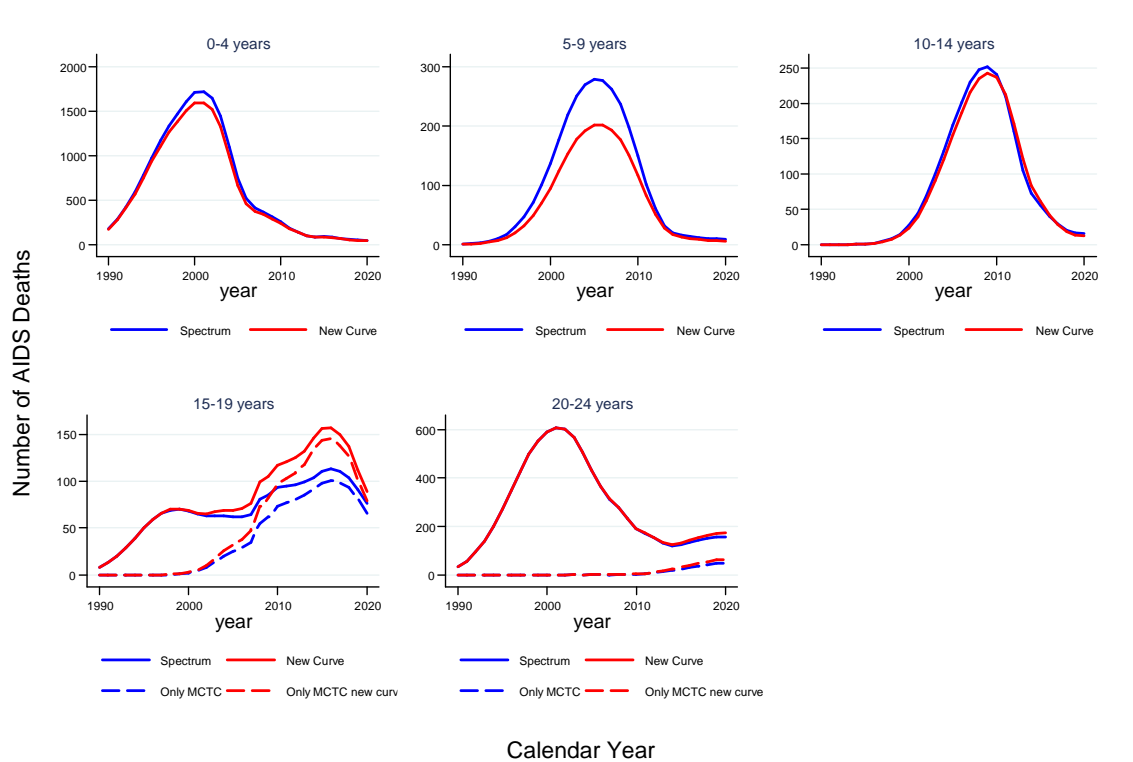 0-4 years
5-9 years
10-14 years
2000
1500
1000
500
0
1990 2000 2010 2020
year
Spectrum New Curve
300
200
100
0
1990 2000 2010 2020
year
Spectrum New Curve
250
200
150
100
50
0
1990 2000 2010 2020
year
Spectrum New Curve
Number of AIDS Deaths
15-19 years
150
100
50
0
1990 2000 2010 2020
year
Spectrum New Curve
Only MCTC Only MCTC new curv
20-24 years
600
400
200
0
1990 2000 2010 2020
year
Spectrum New Curve
Only MCTC Only MCTC new curve
Calendar Year